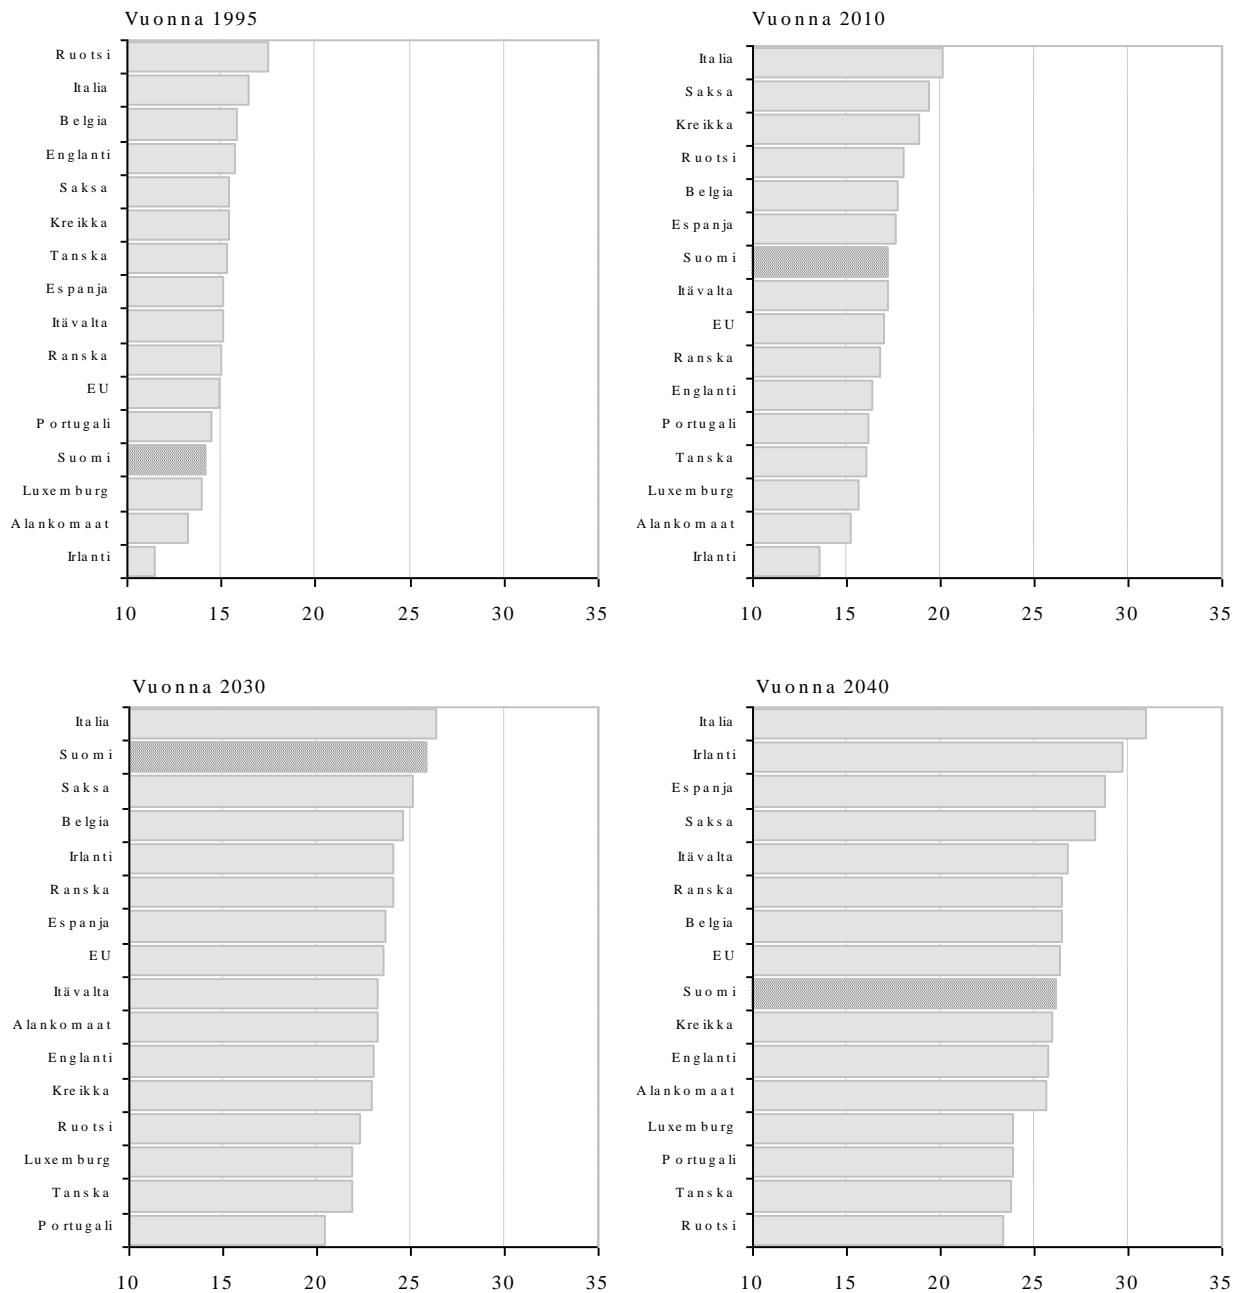 Vuonna 1995
Ruotsi
Italia
Belgia
Englanti
Saksa
Kreikka
Tanska
Espanja
Itävalta
Ranska
EU
Portugali
Suomi
Luxemburg
Alankomaat
Irlanti
10 15 20 25 30 35
Vuonna 2010
Italia
Saksa
Kreikka
Ruotsi
Belgia
Espanja
Suomi
Itävalta
EU
Ranska
Englanti
Portugali
Tanska
Luxemburg
Alankomaat
Irlanti
10 15 20 25 30 35
Vuonna 2030
Italia
Suomi
Saksa
Belgia
Irlanti
Ranska
Espanja
EU
Itävalta
Alankomaat
Englanti
Kreikka
Ruotsi
Luxemburg
Tanska
Portugali
10 15 20 25 30 35
Vuonna 2040
Italia
Irlanti
Espanja
Saksa
Itävalta
Ranska
Belgia
EU
Suomi
Kreikka
Englanti
Alankomaat
Luxemburg
Portugali
Tanska
Ruotsi
10 15 20 25 30 35